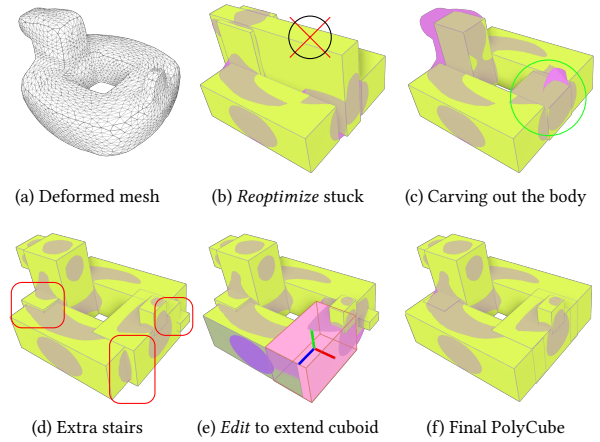 (a) Deformed mesh
(b) Reoptimize stuck
(c) Carving out the body
(d) Extra stairs
(e) Edit to extend cuboid
(f) Final PolyCube